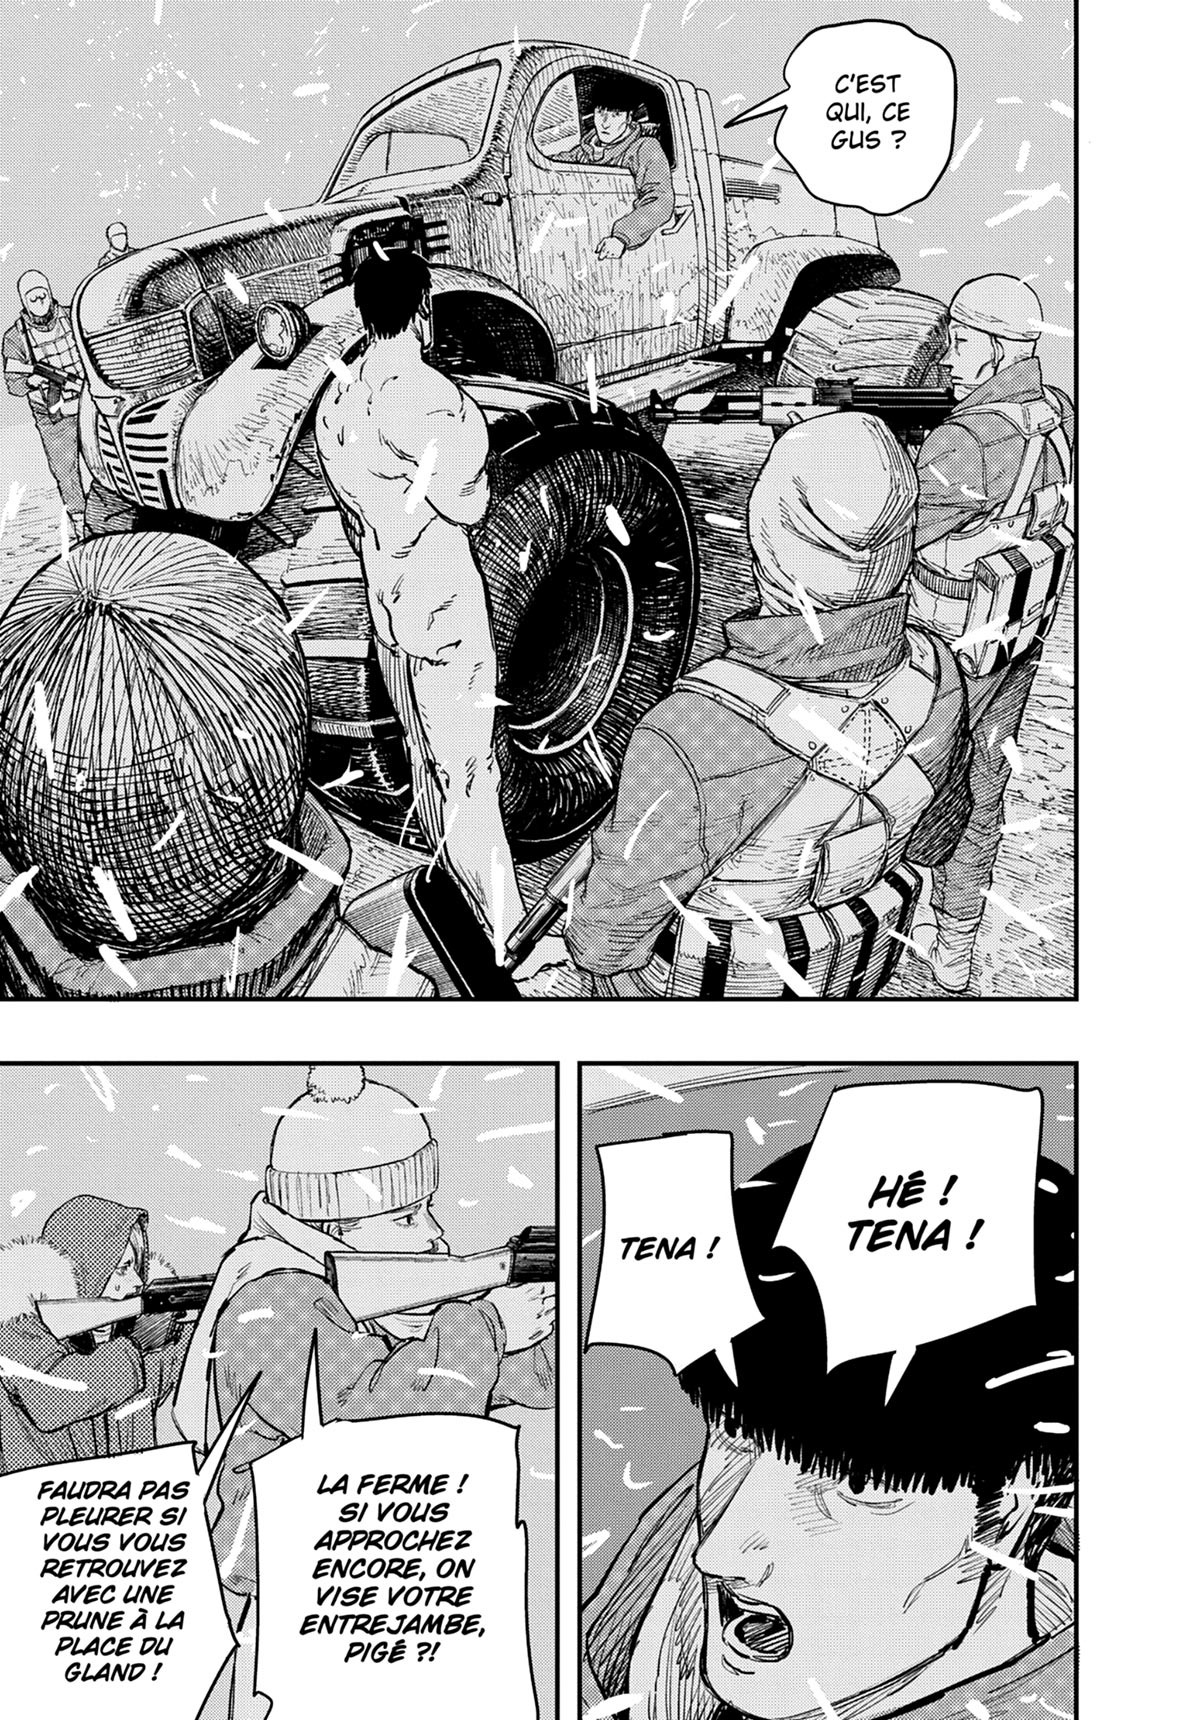 C'EST
QUI, CE
GUS ?
HÉ !
TENA !
TENA !
LA FERME !
SI VOUS
APPROCHEZ
ENCORE, ON
VISE VOTRE
ENTREJAMBE,
PIGÉ ?!
FAUDRA PAS
PLEURER SI
VOUS VOUS
RETROUVEZ
AVEC UNE
PRUNE À LA
PLACE DU
GLAND !